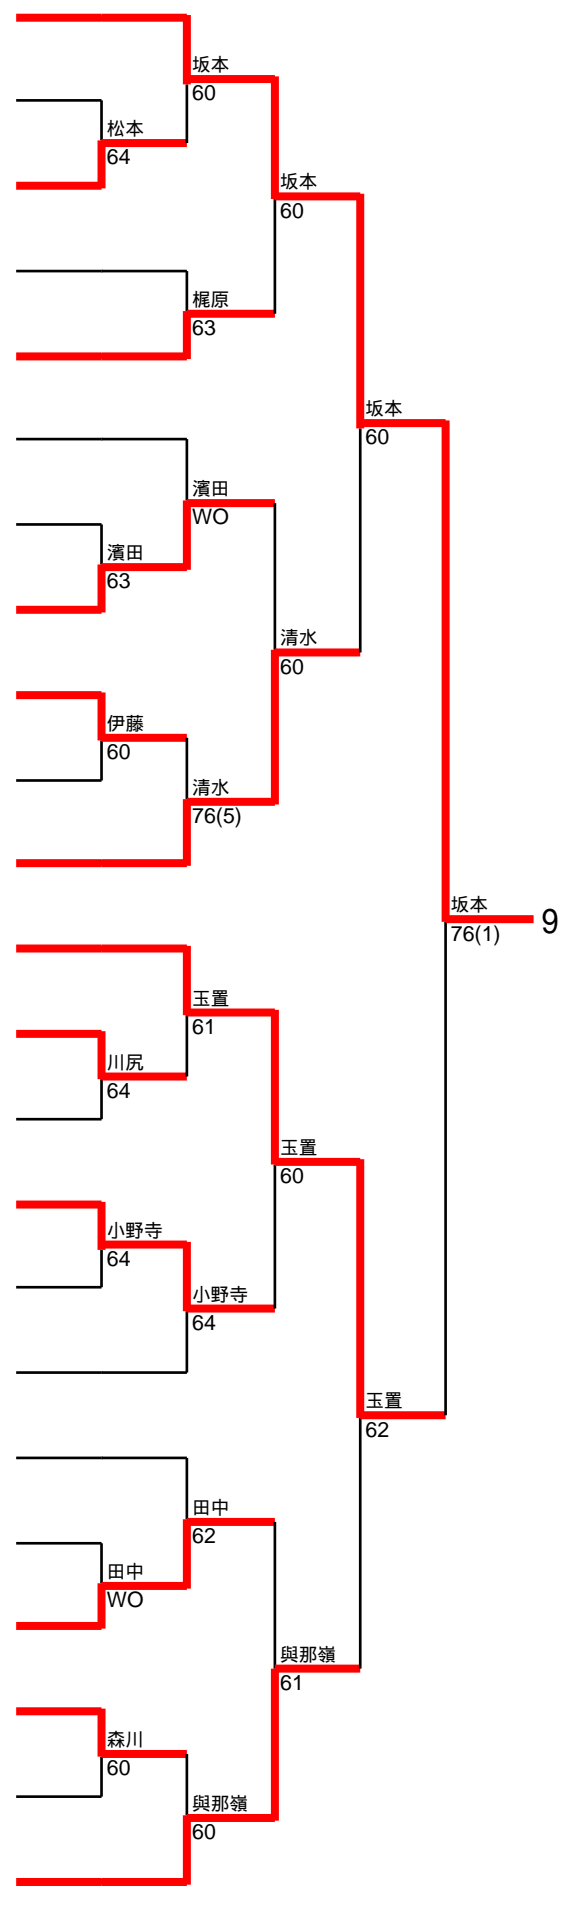 坂本
60
松本
64
坂本
60
梶原
63
坂本
60
濱田
WO
濱田
63
清水
60
伊藤
60
清水
76(5)
坂本
76(1)
9
玉置
61
川尻
64
玉置
60
小野寺
64
小野寺
64
玉置
62
田中
62
田中
WO
與那嶺
61
森川
60
與那嶺
60